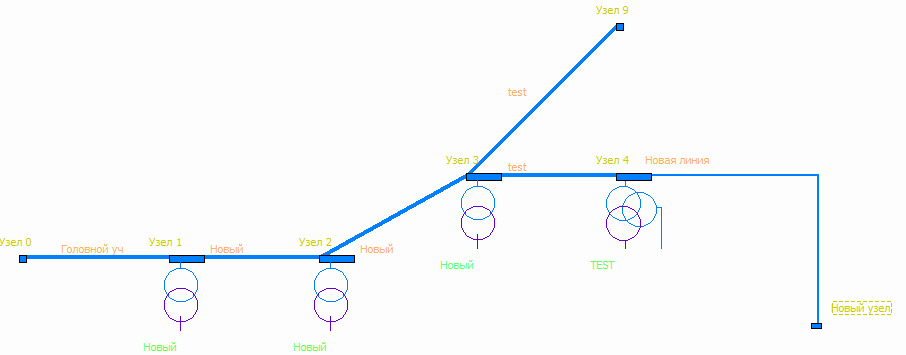 Узел 9
test
Узел 3
test
Узел 4
Новая линия
Узел 0
Головной уч
Узел 1
Новый
Узел 2
Новый
Новый
TEST
Новый узел
Новый
Новый